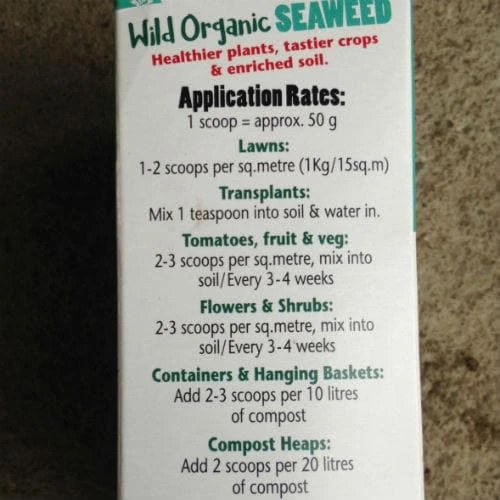 Wild Organic SEAWEED
Healthier plants, tastier crops
& enriched soil.
Application Rates:
1 scoop = approx. 50 g
Lawns:
1-2 scoops per sq.metre (1Kg/15sq.m)
Transplants:
Mix 1 teaspoon into soil & water in.
Tomatoes, fruit & veg:
2-3 scoops per sq.metre, mix into
soil/Every 3-4 weeks
Flowers & Shrubs:
2-3 scoops per sq.metre, mix into
soil/Every 3-4 weeks
Containers & Hanging Baskets:
Add 2-3 scoops per 10 litres
of compost
Compost Heaps:
Add 2 scoops per 20 litres
of compost